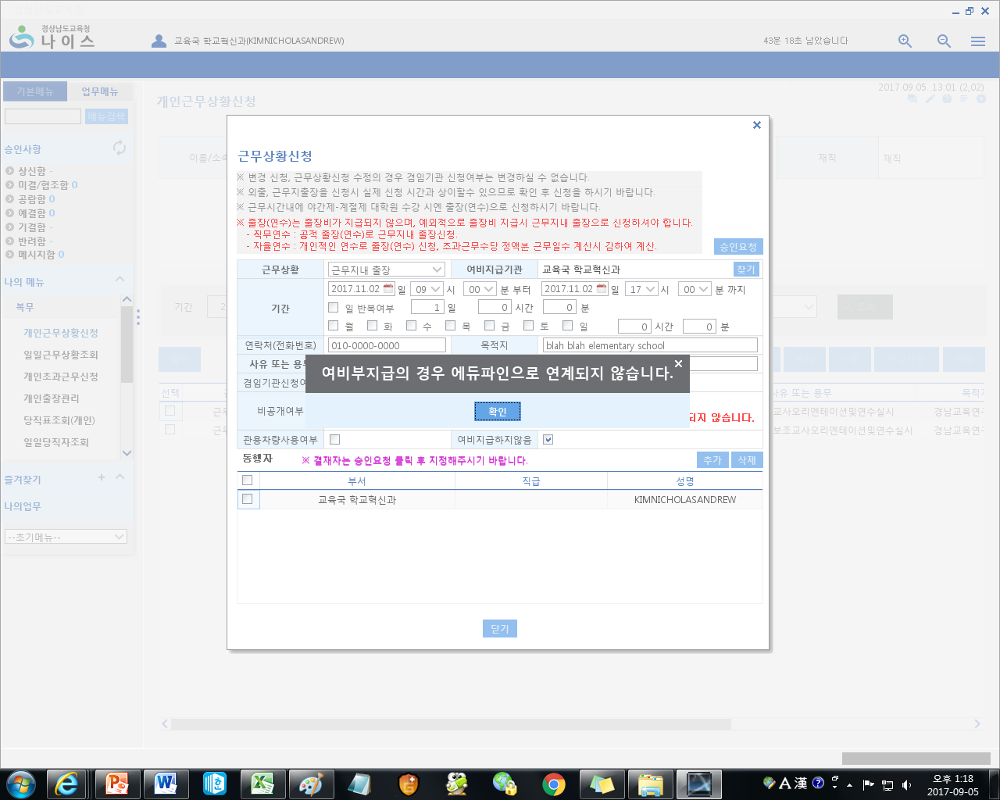 경상남도교육청
나이스
교육국 학교혁신과(KIMNICHOLASANDREW)
43분 18초 남았습니다
기본메뉴 업무메뉴
메뉴검색
승인사항
상신함 -
미결/협조함 0
공람함 0
예결함 0
기결함 -
반려함 -
메시지함 0
나의 메뉴
복무
개인근무상황신청
일일근무상황조회
개인초과근무신청
개인출장관리
당직표조회(개인)
일일당직자조회
즐겨찾기 +
나의업무
--초기메뉴--
개인근무상황신청
2017.09.05. 13:01 (2,02)
이름/소속
재직 재직
기간 2
선택
사유 또는 용무 목적지
교사오리엔테이션및연수실시 경남교육연구
보조교사오리엔테이션및연수실시 경남교육연구
근무상황신청
※ 변경 신청, 근무상황신청 수정의 경우 겸임기관 신청여부는 변경하실 수 없습니다.
※ 외출, 근무지출장을 신청시 실제 신청 시간과 상이할수 있으므로 확인 후 신청을 하시기 바랍니다.
※ 근무시간내에 야간제-계절제 대학원 수강 시엔 출장(연수)으로 신청하시기 바랍니다.
※ 출장(연수)는 출장비가 지급되지 않으며, 예외적으로 출장비 지급시 근무지내 출장으로 신청하셔야 합니다.
- 직무연수 : 공적 출장(연수)로 근무지내 출장신청.
- 자율연수 : 개인적인 연수로 출장(연수) 신청, 초과근무수당 정액분 근무일수 계산시 감하여 계산.
승인요청
근무상황 근무지내 출장 여비지급기관 교육국 학교혁신과 찾기
기간 2017.11.02 일 09 시 00 분 부터 2017.11.02 일 17 시 00 분 까지
일 반복여부 1 일 0 시간 0 분
월 화 수 목 금 토 일 0 시간 0 분
연락처(전화번호) 010-0000-0000 목적지 blah blah elementary school
사유 또는 용무
겸임기관신청여
여비부지급의 경우 에듀파인으로 연계되지 않습니다.
확인
비공개여부
되지 않습니다.
관용차량사용여부 여비지급하지않음
동행자 ※ 결재자는 승인요청 클릭 후 지정해주시기 바랍니다. 추가 삭제
부서 직급 성명
교육국 학교혁신과 KIMNICHOLASANDREW
닫기
A 漢
오후 1:18
2017-09-05